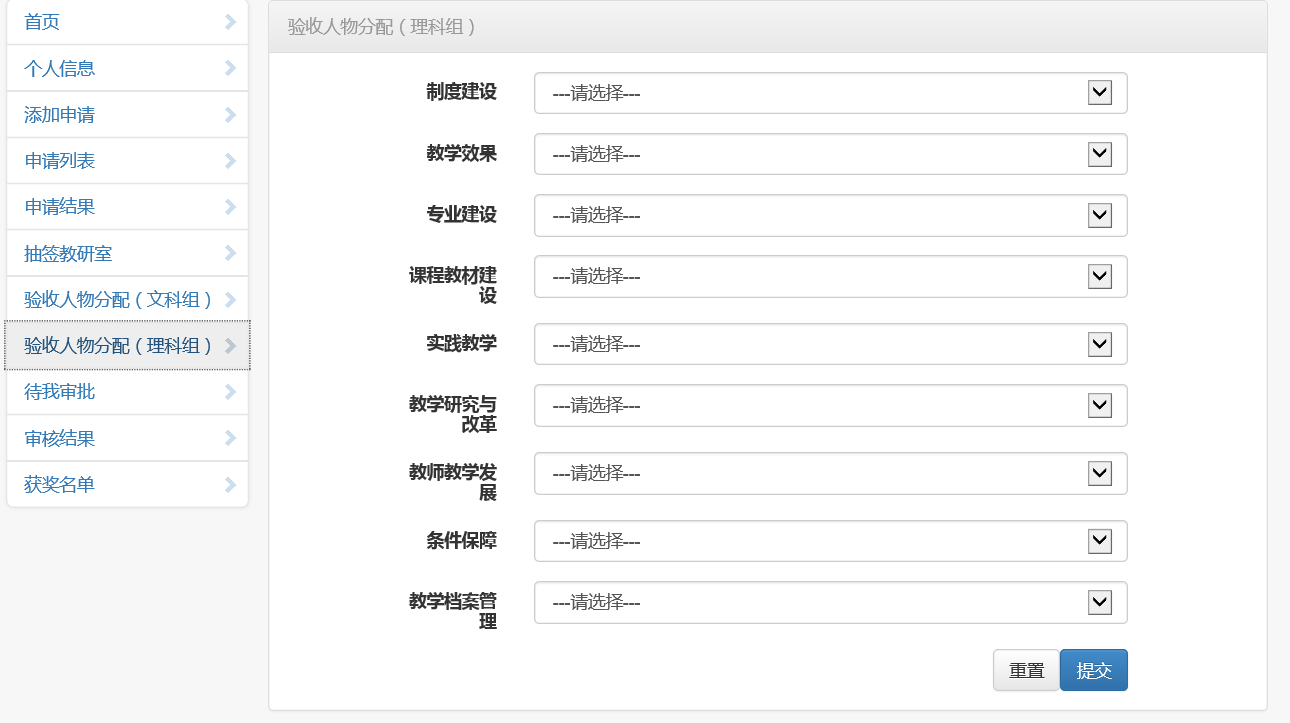 首页
个人信息
添加申请
申请列表
申请结果
抽签教研室
验收人物分配（文科组）
验收人物分配（理科组）
待我审批
审核结果
获奖名单
验收人物分配（理科组）
制度建设
---请选择---
教学效果
---请选择---
专业建设
---请选择---
课程教材建
设
---请选择---
实践教学
---请选择---
教学研究与
改革
---请选择---
教师教学发
展
---请选择---
条件保障
---请选择---
教学档案管
理
---请选择---
重置
提交